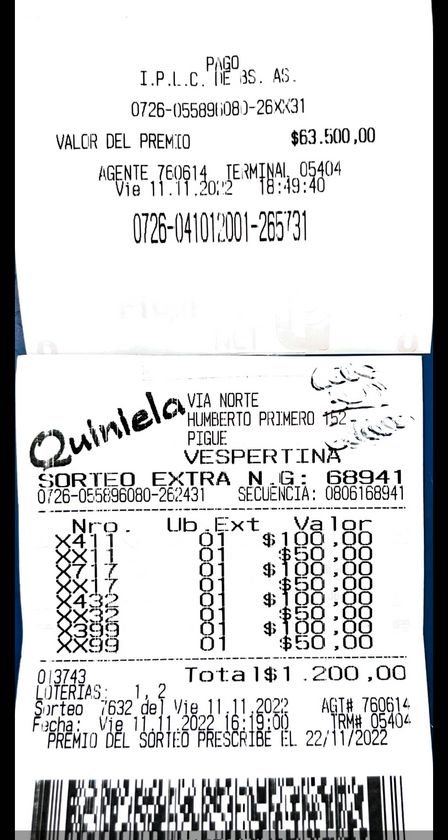 PAGO
I.P.L.C. DE BS. AS.
0726-055896080-26XX31
VALOR DEL PREMIO $63.500,00
AGENTE 760614 TERMINAL 05404
Vie 11.11.2022 18:49:40
0726-041012001-265731
Quiniela
VIA NORTE
HUMBERTO PRIMERO 152
PIGUE
VESPERTINA
SORTEO EXTRA N.G: 68941
0726-055896080-262431 SECUENCIA: 0806168941
Nro. Ub.Ext Valor
X411 01 $100,00
XX11 01 $50,00
X717 01 $100,00
XX17 01 $50,00
X432 01 $100,00
XX32 01 $50,00
X399 01 $100,00
XX99 01 $50,00
013743 Total$1.200,00
LOTERIAS: 1, 2
Sorteo 7632 del Vie 11.11.2022 AGT# 760614
Fecha: Vie 11.11.2022 16:19:00 TRM# 05404
PREMIO DEL SORTEO PRESCRIBE EL 22/11/2022